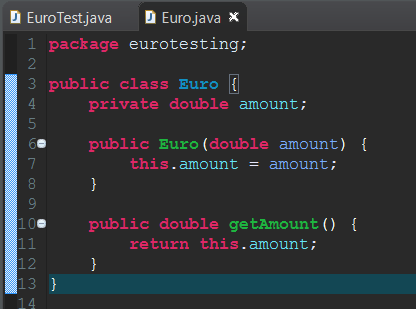 EuroTest.java Euro.java
1 package eurotesting;
2
3 public class Euro {
4     private double amount;
5
6     public Euro(double amount) {
7         this.amount = amount;
8     }
9
10     public double getAmount() {
11         return this.amount;
12     }
13 }
14